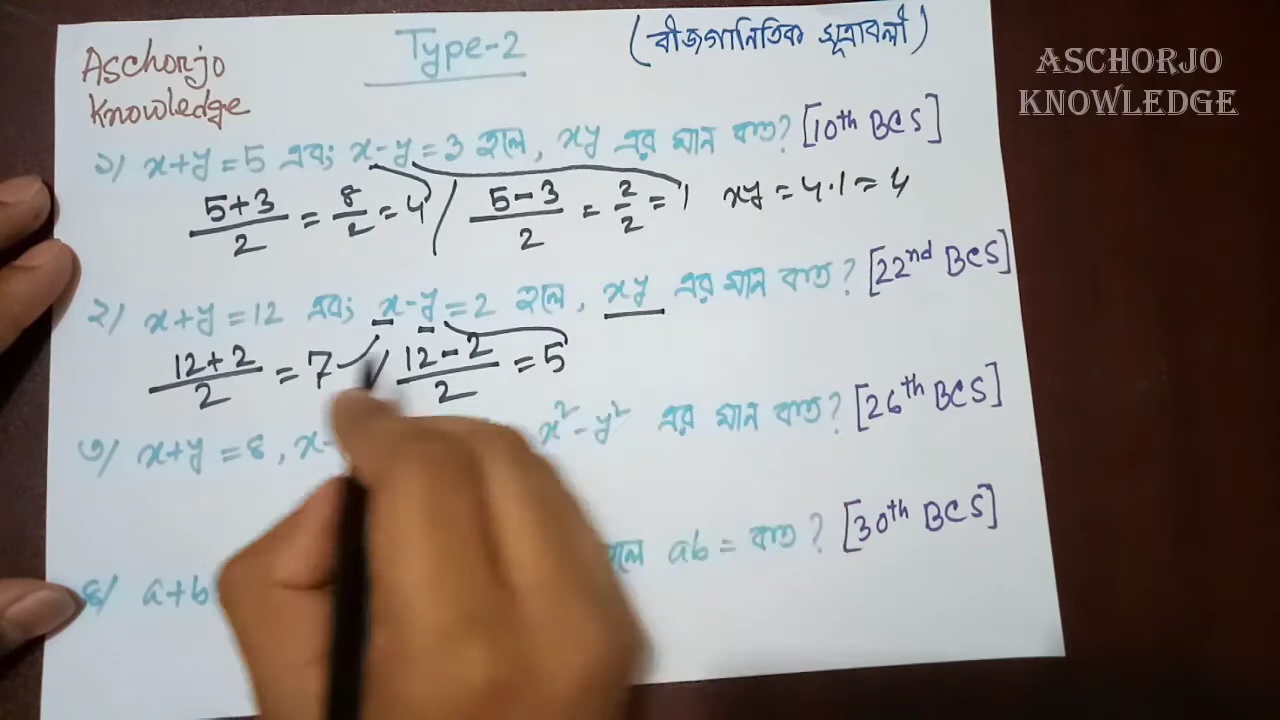 Type-2
(বীজগানিতিক সূত্রাবলী)
Aschorjo
Knowledge
ASCHORJO
KNOWLEDGE
১/ x+y=5 এবং x-y=3 হলে, xy এর মান কত? [10th BCS]
5+3/2 = 8/2 = 4 / 5-3/2 = 2/2 = 1 xy = 4·1 = 4
২/ x+y=12 এবং x-y=2 হলে, xy এর মান কত? [22nd BCS]
12+2/2 = 7 / 12-2/2 = 5
৩/ x+y=৪, x- x²-y² এর মান কত? [26th BCS]
৪/ a+b হলে ab = কত? [30th BCS]